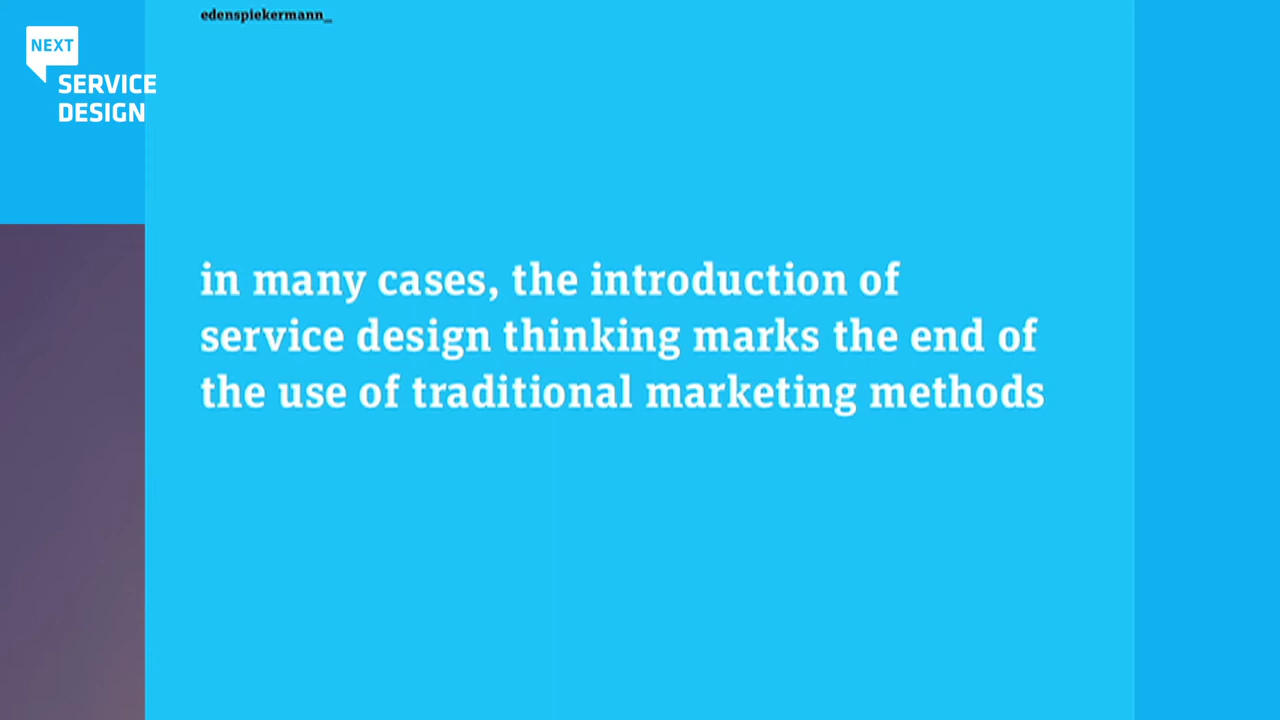 edenspiekermann_
NEXT
SERVICE
DESIGN
in many cases, the introduction of
service design thinking marks the end of
the use of traditional marketing methods